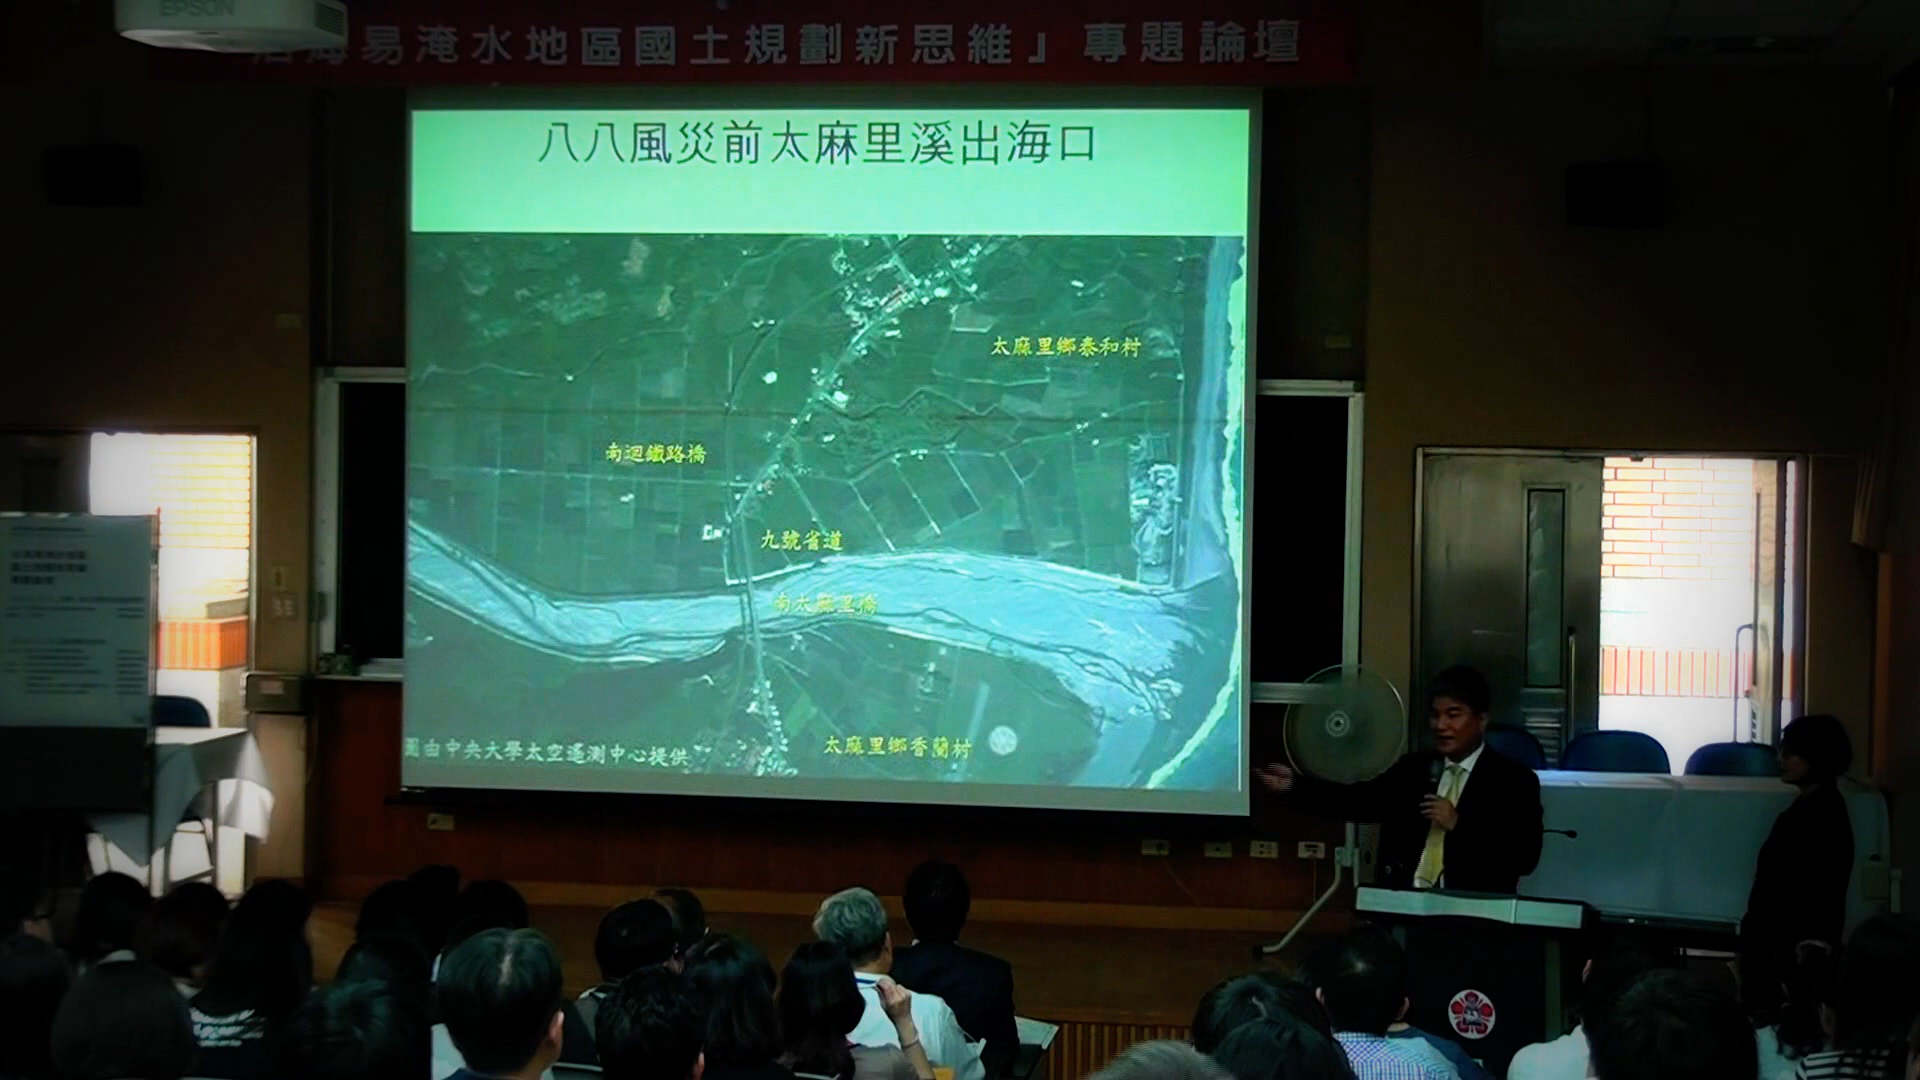 EPSON
沿海易淹水地區國土規劃新思維」專題論壇
八八風災前太麻里溪出海口
太麻里鄉泰和村
南迴鐵路橋
九號省道
南太麻里橋
太麻里鄉香蘭村
圖由中央大學太空遙測中心提供